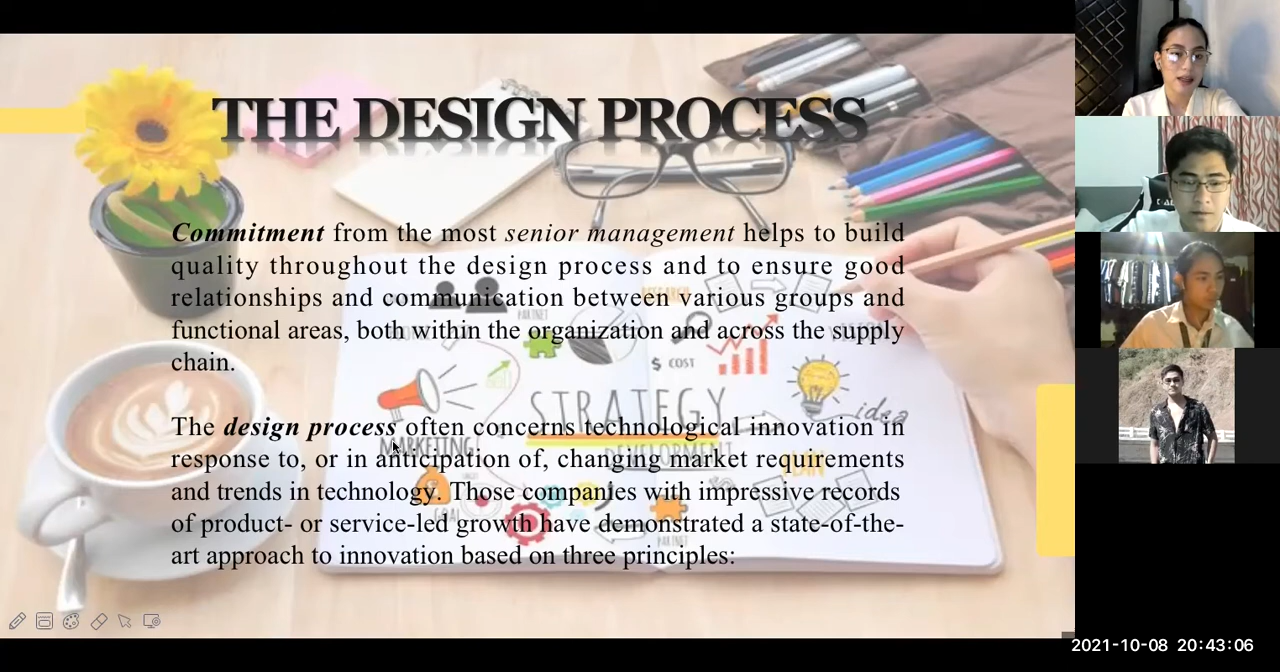 THE DESIGN PROCESS
Commitment from the most senior management helps to build
quality throughout the design process and to ensure good
relationships and communication between various groups and
functional areas, both within the organization and across the supply
chain.
The design process often concerns technological innovation in
response to, or in anticipation of, changing market requirements
and trends in technology. Those companies with impressive records
of product- or service-led growth have demonstrated a state-of-the-
art approach to innovation based on three principles:
RESEARCH
PARTNET
$ COST
STRATEGY
idea
MARKETING
DEVELOPMENT
PLAN
GOAL
PARTNET
2021-10-08 20:43:06